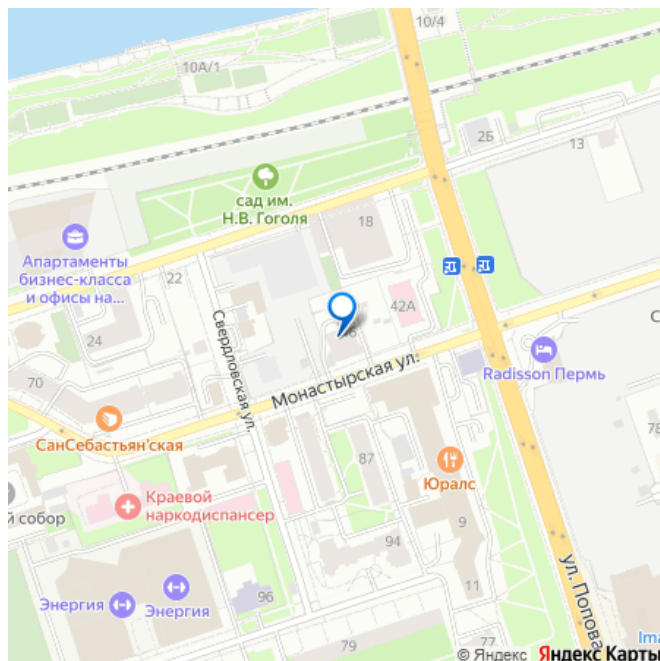 10/4
10А/1
2Б
13
сад им.
Н.В. Гоголя
18
Апартаменты
бизнес-класса
и офисы на...
22
42А
24
Свердловская ул.
Монастырская ул.
Radisson Пермь
70
СанСебастьян'ская
87
Юралс
Краевой
наркодиспансер
й собор
9
94
Энергия
Энергия
96
11
ул. Попова
79
77
Ima
© Яндекс Яндекс Карты